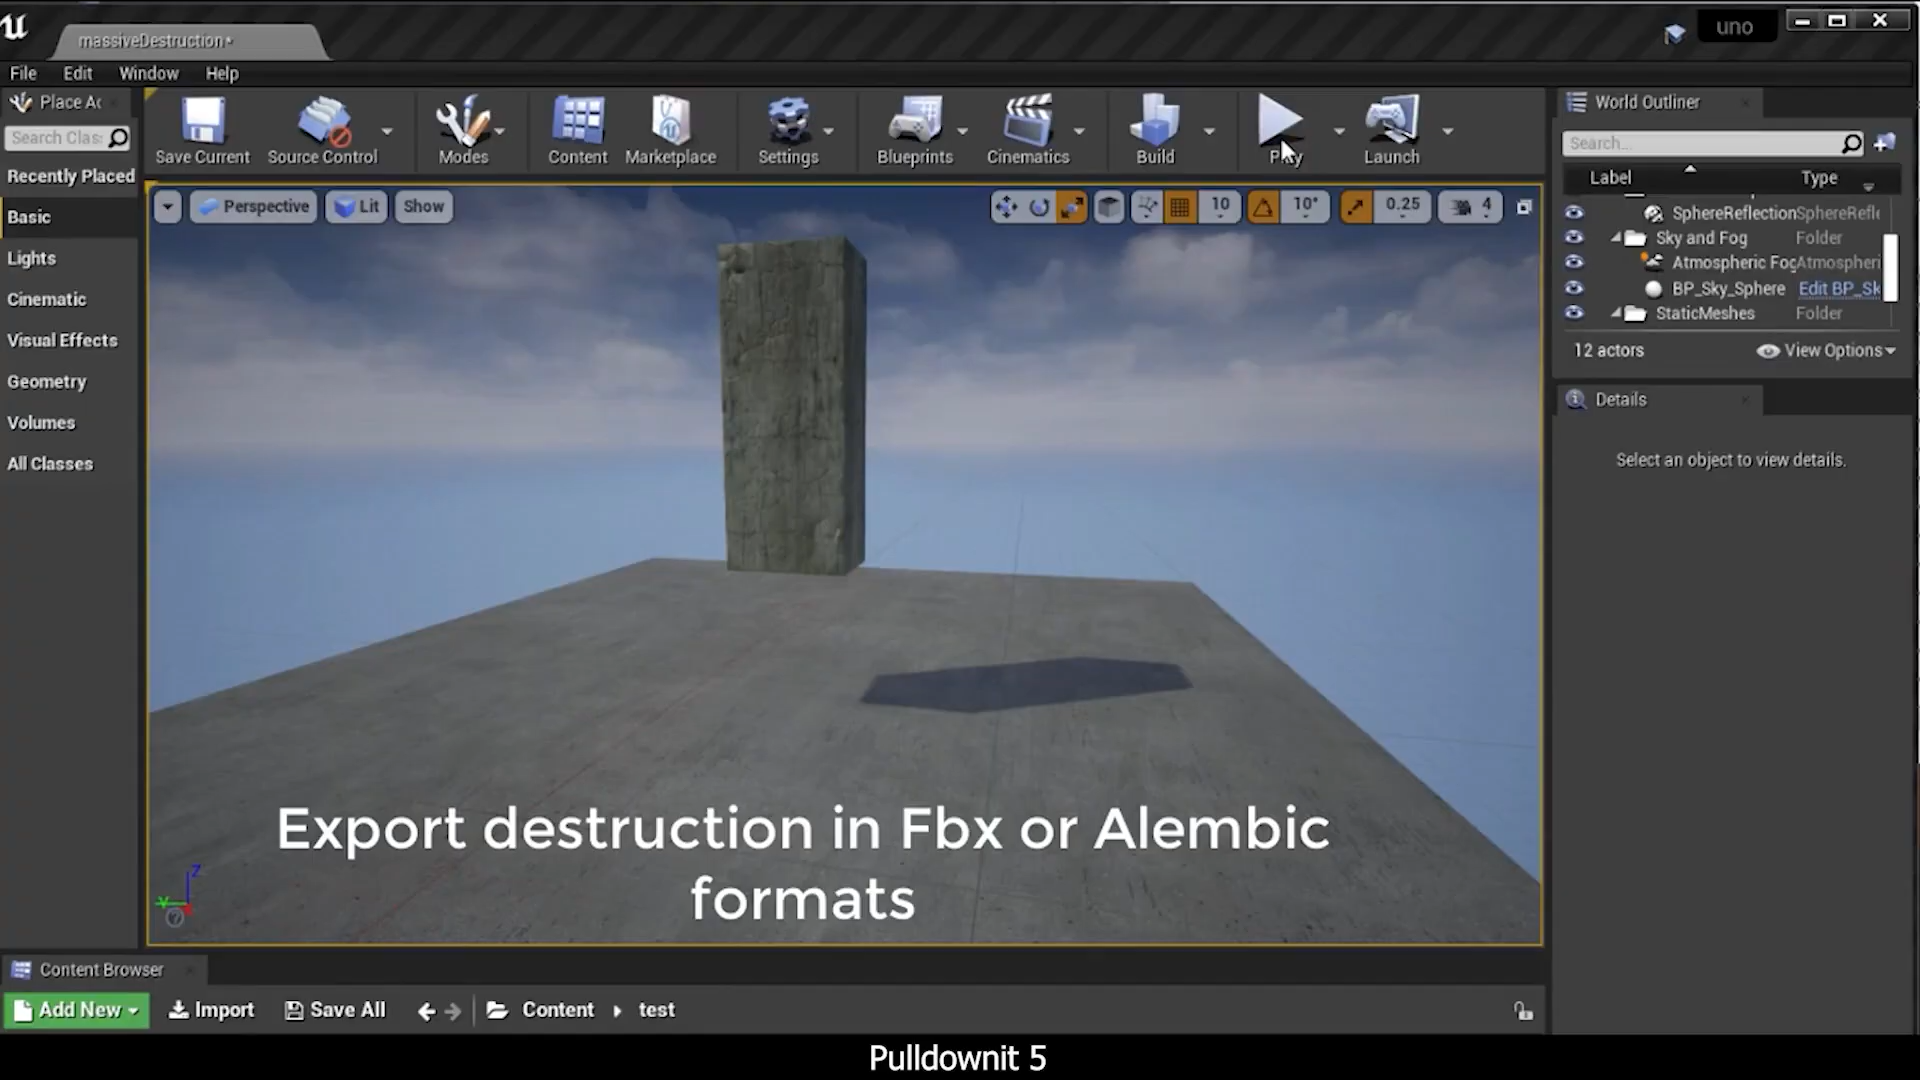 massiveDestruction*
uno
File Edit Window Help
Place Ac
Search Clas
Recently Placed
Basic
Lights
Cinematic
Visual Effects
Geometry
Volumes
All Classes
Save Current
Source Control
Modes
Content
Marketplace
Settings
Blueprints
Cinematics
Build
Play
Launch
Perspective
Lit
Show
10
10°
0.25
4
World Outliner
Search...
Label Type
SphereReflection SphereRefle
Sky and Fog Folder
Atmospheric Fog Atmospheri
BP_Sky_Sphere Edit BP_Sk
StaticMeshes Folder
12 actors
View Options
Details
Select an object to view details.
Export destruction in Fbx or Alembic
formats
Z
Y
Content Browser
Add New
Import
Save All
Content
test
Pulldownit 5